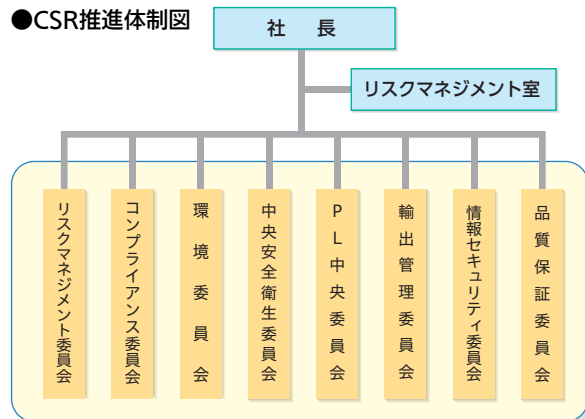 ●CSR推進体制図
社　長
リスクマネジメント室
リスクマネジメント委員会
コンプライアンス委員会
環境委員会
中央安全衛生委員会
PL中央委員会
輸出管理委員会
情報セキュリティ委員会
品質保証委員会